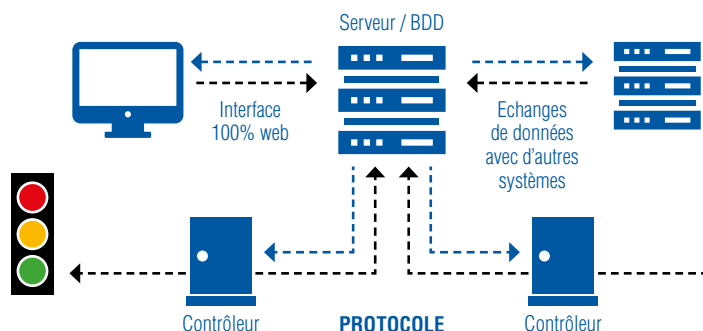 Serveur / BDD
Interface
100% web
Echanges
de données
avec d'autres
systèmes
Contrôleur
PROTOCOLE
Contrôleur